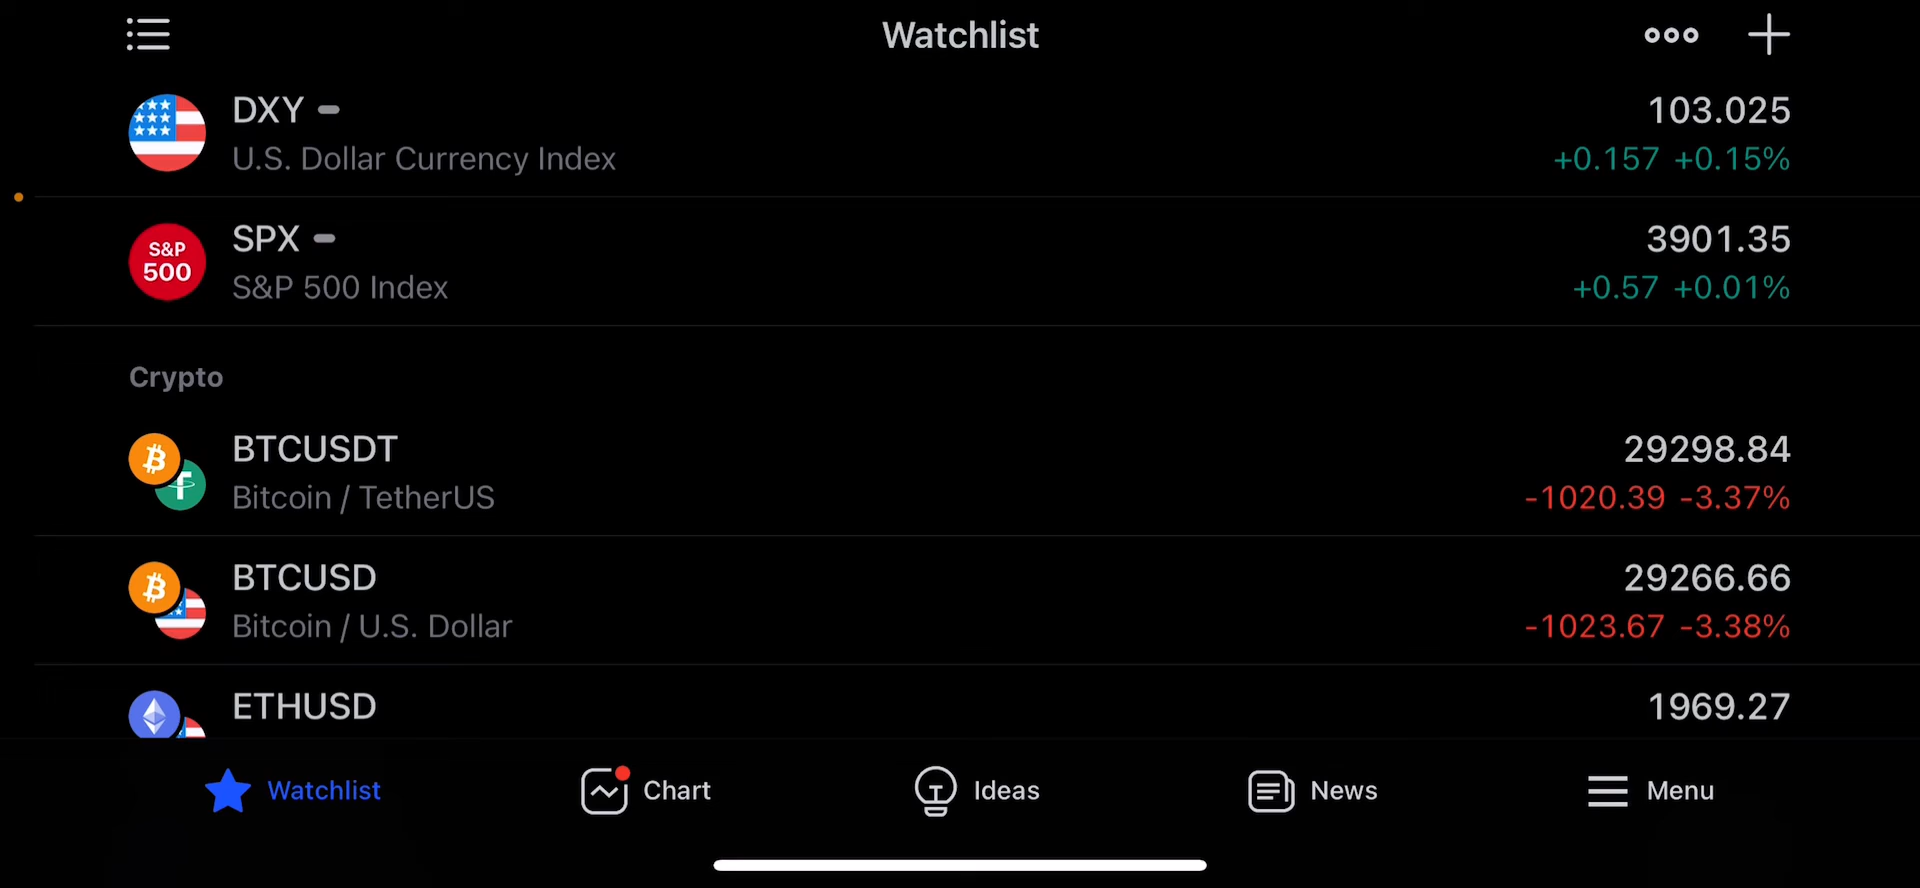 Watchlist
DXY
103.025
U.S. Dollar Currency Index
+0.157 +0.15%
S&P
500
SPX
3901.35
S&P 500 Index
+0.57 +0.01%
Crypto
BTCUSDT
29298.84
Bitcoin / TetherUS
-1020.39 -3.37%
BTCUSD
29266.66
Bitcoin / U.S. Dollar
-1023.67 -3.38%
ETHUSD
1969.27
Watchlist
Chart
Ideas
News
Menu